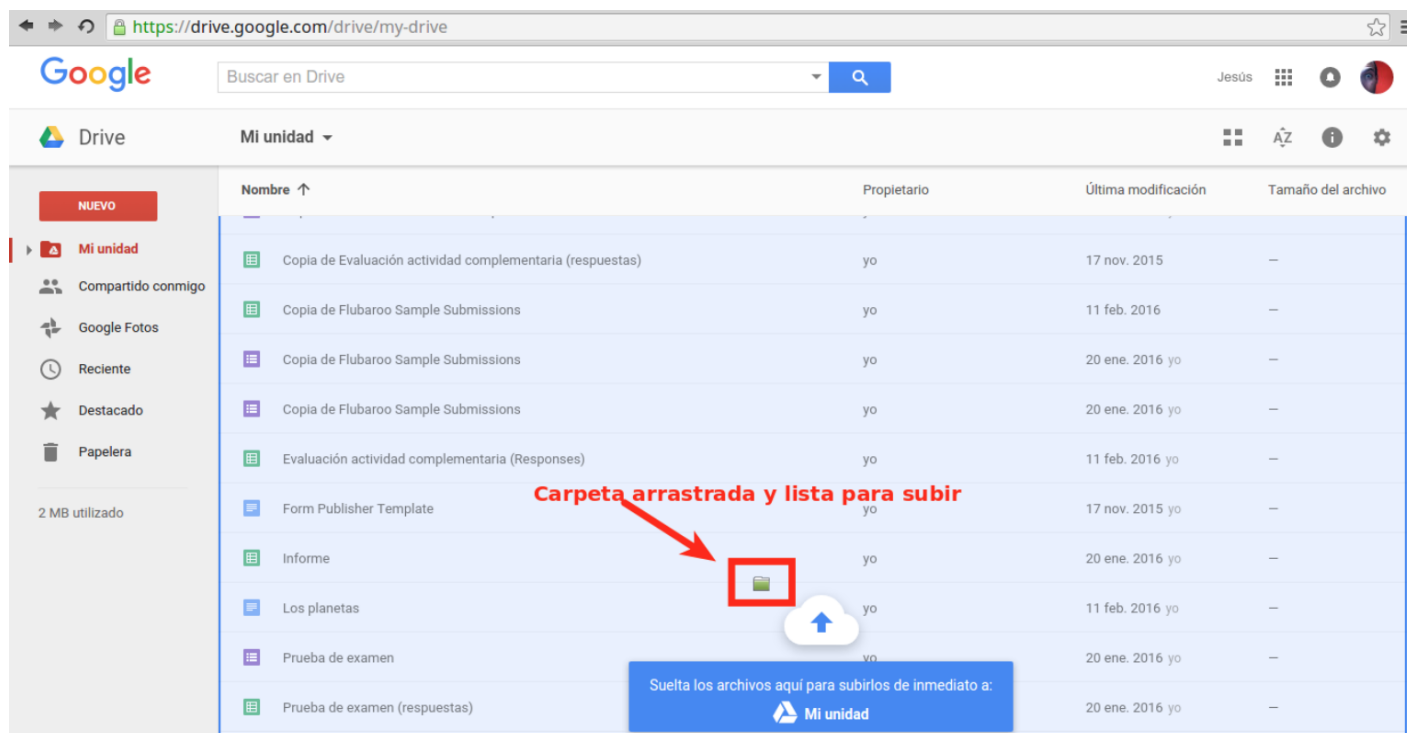 https://drive.google.com/drive/my-drive
Google
Buscar en Drive
Jesús
Drive
Mi unidad
AZ
Nombre Propietario Última modificación Tamaño del archivo
NUEVO
Mi unidad
Compartido conmigo
Google Fotos
Reciente
Destacado
Papelera
2 MB utilizado
Copia de Evaluación actividad complementaria (respuestas) yo 17 nov. 2015 —
Copia de Flubaroo Sample Submissions yo 11 feb. 2016 —
Copia de Flubaroo Sample Submissions yo 20 ene. 2016 yo —
Copia de Flubaroo Sample Submissions yo 20 ene. 2016 yo —
Evaluación actividad complementaria (Responses) yo 11 feb. 2016 yo —
Carpeta arrastrada y lista para subir
Form Publisher Template yo 17 nov. 2015 yo —
Informe yo 20 ene. 2016 yo —
Los planetas yo 11 feb. 2016 yo —
Prueba de examen yo 20 ene. 2016 yo —
Suelta los archivos aquí para subirlos de inmediato a:
Mi unidad
Prueba de examen (respuestas) 20 ene. 2016 yo —